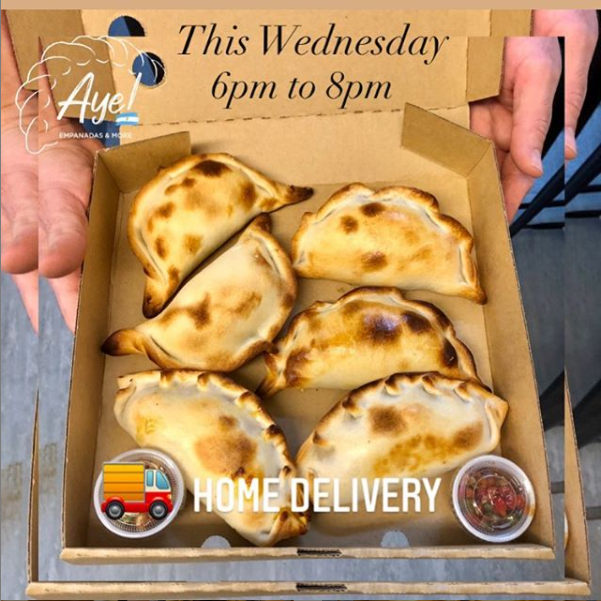 This Wednesday
6pm to 8pm
Aye!
EMPANADAS & MORE
HOME DELIVERY